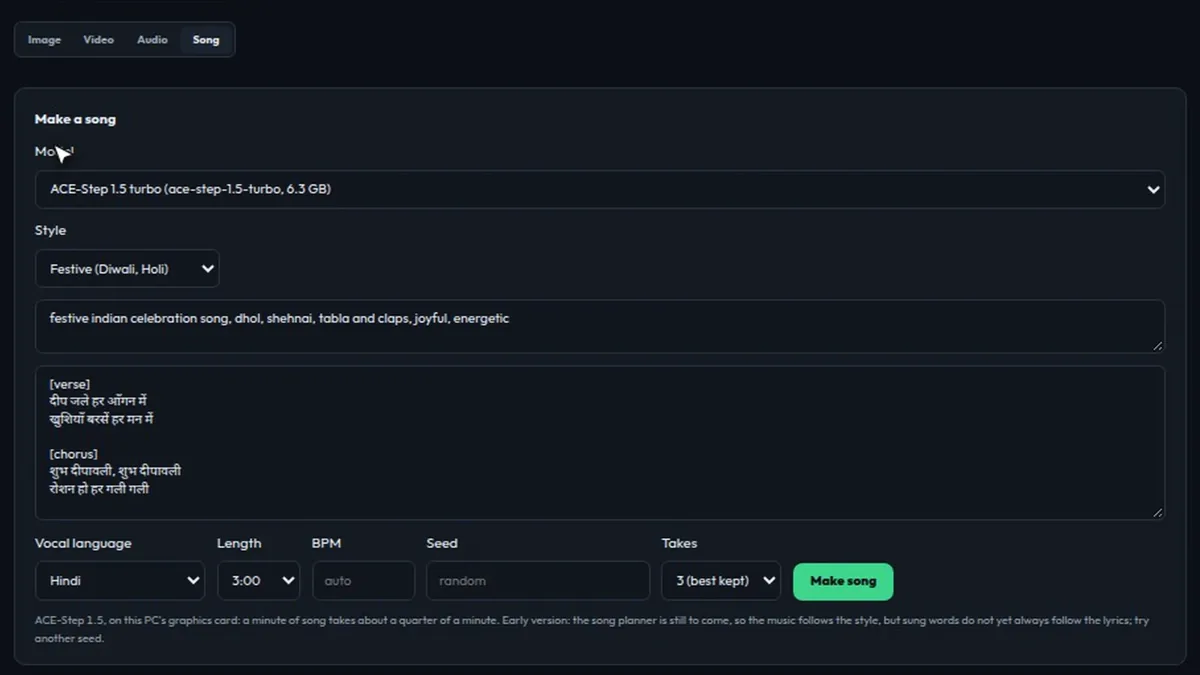 Image Video Audio Song
Make a song
ACE-Step 1.5 turbo (ace-step-1.5-turbo, 6.3 GB)
Style
Festive (Diwali, Holi)
festive indian celebration song, dhol, shehnai, tabla and claps, joyful, energetic
[verse]
दीप जले हर आँगन में
खुशियाँ बरसें हर मन में
[chorus]
शुभ दीपावली, शुभ दीपावली
रोशन हो हर गली गली
Vocal language Length BPM Seed Takes
Hindi 3:00 auto random 3 (best kept) Make song
ACE-Step 1.5, on this PC's graphics card: a minute of song takes about a quarter of a minute. Early version: the song planner is still to come, so the music follows the style, but sung words do not yet always follow the lyrics; try
another seed.